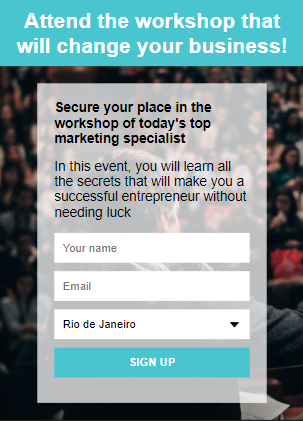 Attend the workshop that
will change your business!
Secure your place in the
workshop of today's top
marketing specialist
In this event, you will learn all
the secrets that will make you a
successful entrepreneur without
needing luck
Your name
Email
Rio de Janeiro
SIGN UP